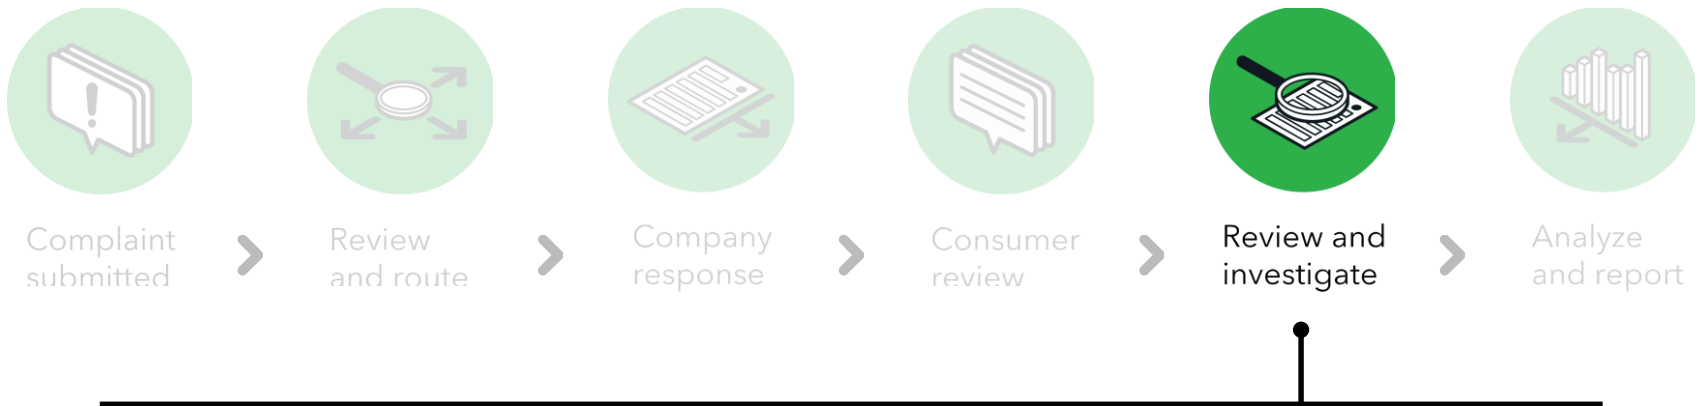 Complaint
submitted
Review
and route
Company
response
Consumer
review
Review and
investigate
Analyze
and report